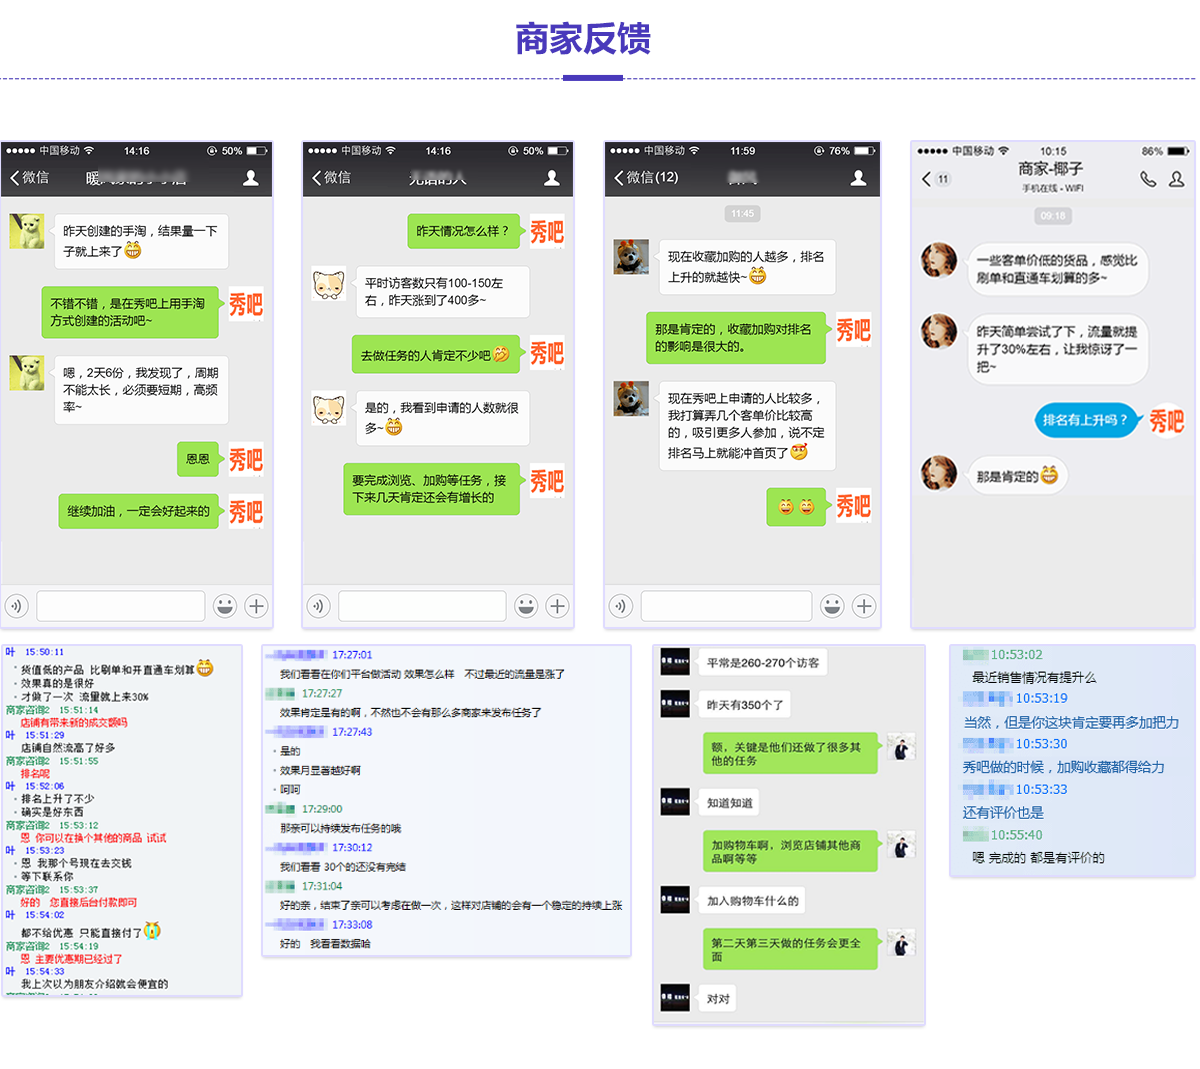 商家反馈
中国移动 14:16 50%
微信
昨天创建的手淘，结果量一下
子就上来了
不错不错，是在秀吧上用手淘
方式创建的活动吧~
秀吧
嗯，2天6份，我发现了，周期
不能太长，必须要短期，高频
率~
恩恩
秀吧
继续加油，一定会好起来的
秀吧
中国移动 14:16 50%
微信
无语的人
昨天情况怎么样？
秀吧
平时访客数只有100-150左
右，昨天涨到了400多~
去做任务的人肯定不少吧
秀吧
是的，我看到申请的人数就很
多~
要完成浏览、加购等任务，接
下来几天肯定还会有增长的
秀吧
中国移动 11:59 76%
微信(12)
11:45
现在收藏加购的人越多，排名
上升的就越快~
那是肯定的，收藏加购对排名
的影响是很大的。
秀吧
现在秀吧上申请的人比较多，
我打算弄几个客单价比较高
的，吸引更多人参加，说不定
排名马上就能冲首页了
秀吧
中国移动 10:15 86%
11
商家-椰子
手机在线 - WIFI
09:18
一些客单价低的货品，感觉比
刷单和直通车划算的多~
昨天简单尝试了下，流量就提
升了30%左右，让我惊讶了一
把~
排名有上升吗？
秀吧
那是肯定的
叶 15:50:11
货值低的产品 比刷单和开直通车划算
效果真的是很好
才做了一次 流量就上来30%
商家咨询2 15:51:14
店铺有带来新的成交额吗
叶 15:51:29
店铺自然流高了好多
商家咨询2 15:51:55
排名呢
叶 15:52:06
排名上升了不少
确实是好东西
商家咨询2 15:53:12
恩 你可以在换个其他的商品 试试
叶 15:53:23
恩 我那个号现在去交钱
等下联系你
商家咨询2 15:53:37
好的 您直接后台付款即可
叶 15:54:02
都不给优惠 只能直接付了
商家咨询2 15:54:19
恩 主要优惠期已经过了
叶 15:54:33
我上次以为朋友介绍就会便宜的
17:27:01
我们看看在你们平台做活动 效果怎么样 不过最近的流量是涨了
17:27:27
效果肯定是有的啊，不然也不会有那么多商家来发布任务了
17:27:43
是的
效果月显著越好啊
呵呵
17:29:00
那亲可以持续发布任务的哦
17:30:12
我们看看 30个的还没有完结
17:31:04
好的亲，结束了亲可以考虑在做一次，这样对店铺的会有一个稳定的持续上涨
17:33:08
好的 我看看数据哈
平常是260-270个访客
昨天有350个了
额，关键是他们还做了很多其
他的任务
知道知道
加购物车啊，浏览店铺其他商
品啊等等
加入购物车什么的
第二天第三天做的任务会更全
面
对对
10:53:02
最近销售情况有提升么
10:53:19
当然，但是你这块肯定要再多加把力
10:53:30
秀吧做的时候，加购收藏都得给力
10:53:33
还有评价也是
10:55:40
嗯 完成的 都是有评价的